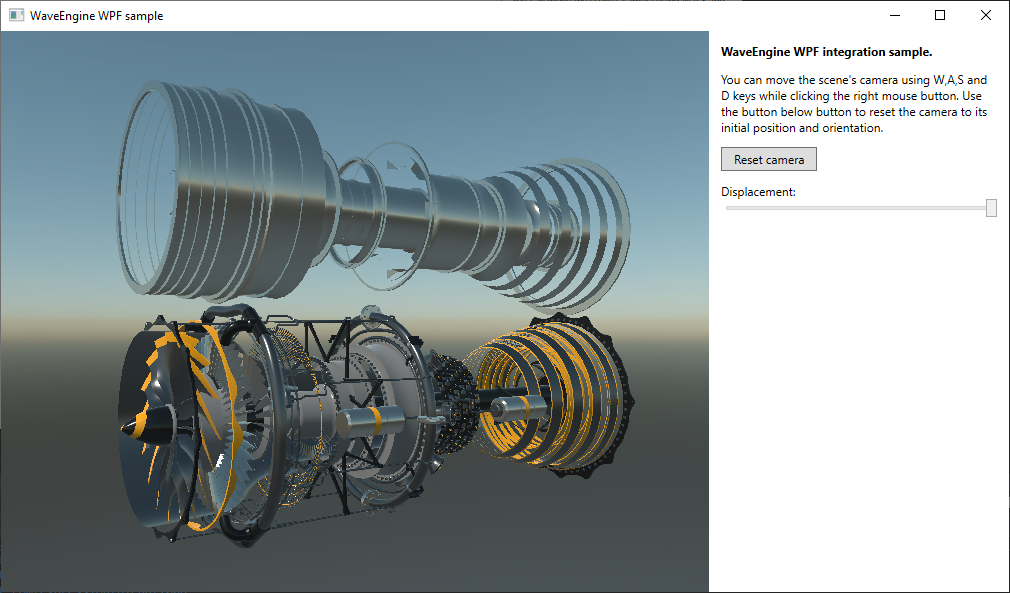 WaveEngine WPF sample
WaveEngine WPF integration sample.
You can move the scene's camera using W,A,S and
D keys while clicking the right mouse button. Use
the button below button to reset the camera to its
initial position and orientation.
Reset camera
Displacement: